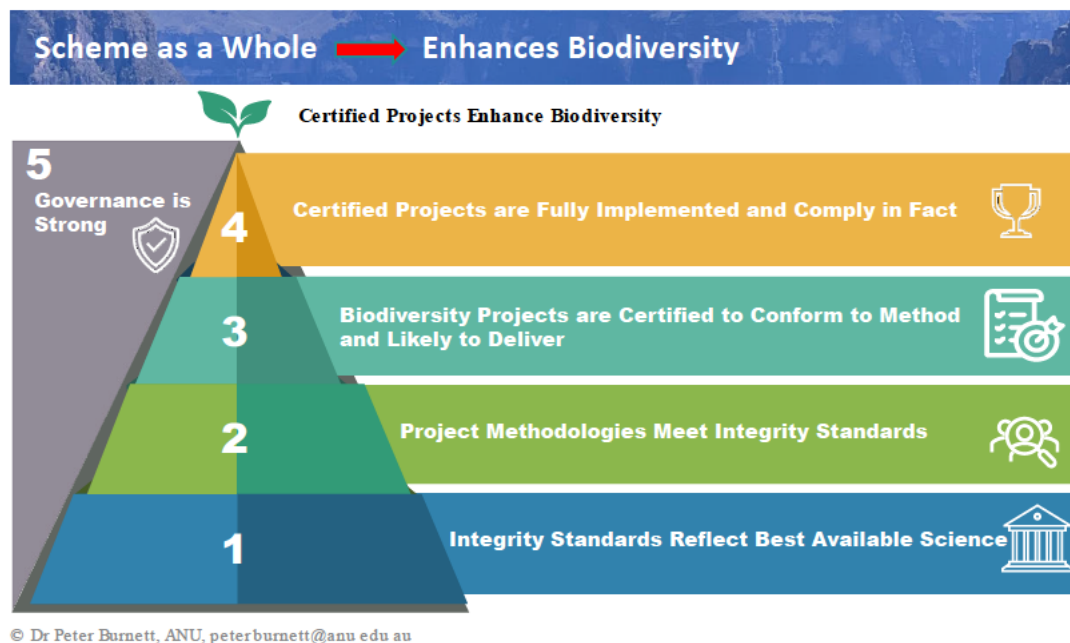 Scheme as a Whole Enhances Biodiversity
Certified Projects Enhance Biodiversity
5
Governance is
Strong
4
Certified Projects are Fully Implemented and Comply in Fact
3
Biodiversity Projects are Certified to Conform to Method
and Likely to Deliver
2
Project Methodologies Meet Integrity Standards
1
Integrity Standards Reflect Best Available Science
© Dr Peter Burnett, ANU, peterburnett@anu edu au